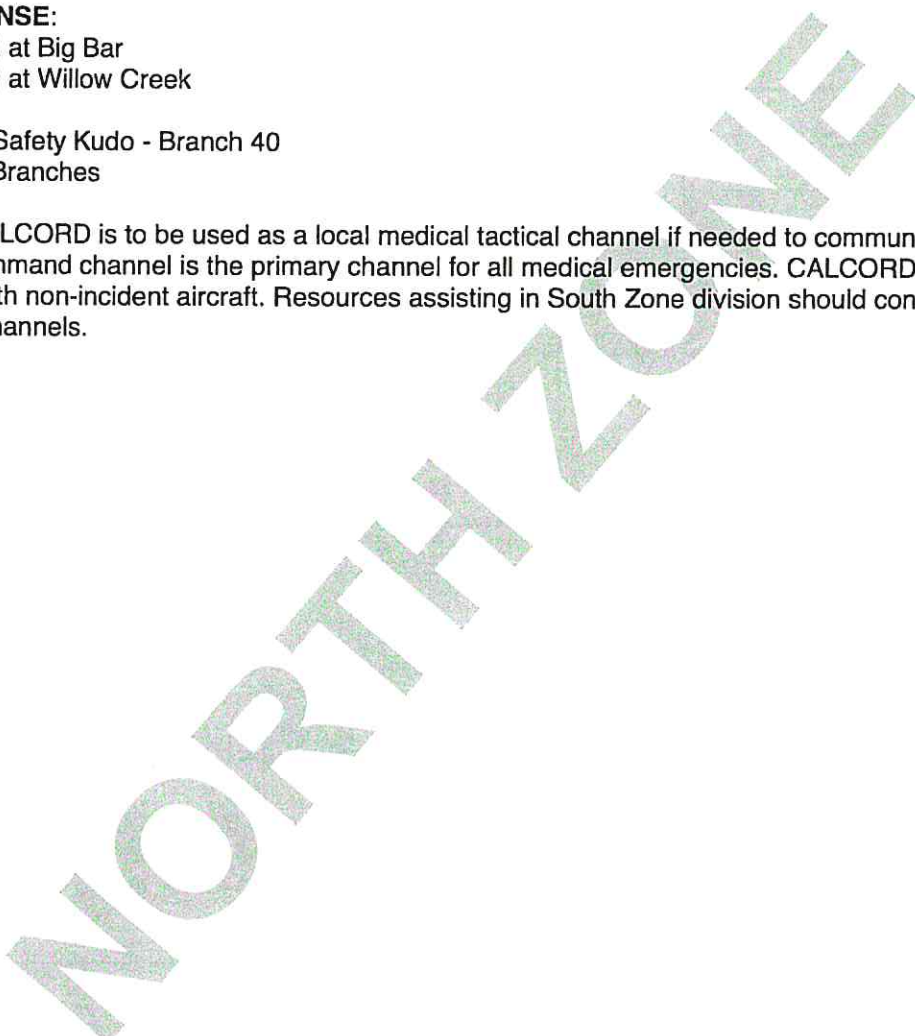 NSE:
at Big Bar
at Willow Creek
Safety Kudo - Branch 40
Branches
LCORD is to be used as a local medical tactical channel if needed to commun
mmand channel is the primary channel for all medical emergencies. CALCORD
th non-incident aircraft. Resources assisting in South Zone division should con
hannels.
NORTH ZONE